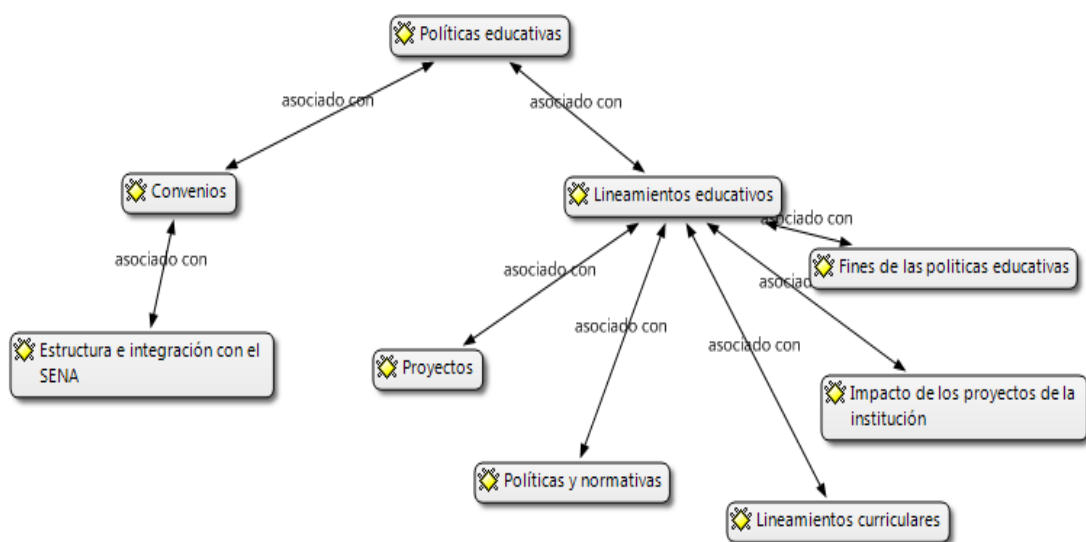 Políticas educativas
asociado con
asociado con
Convenios
Lineamientos educativos
asociado con
asociado con
asociado con
Fines de las politicas educativas
asociado
asociado con
asociado con
Estructura e integración con el
SENA
Proyectos
Impacto de los proyectos de la
institución
Políticas y normativas
Lineamientos curriculares